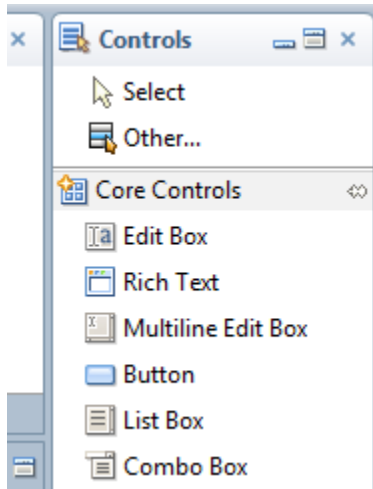 Controls
Select
Other...
Core Controls
Edit Box
Rich Text
Multiline Edit Box
Button
List Box
Combo Box